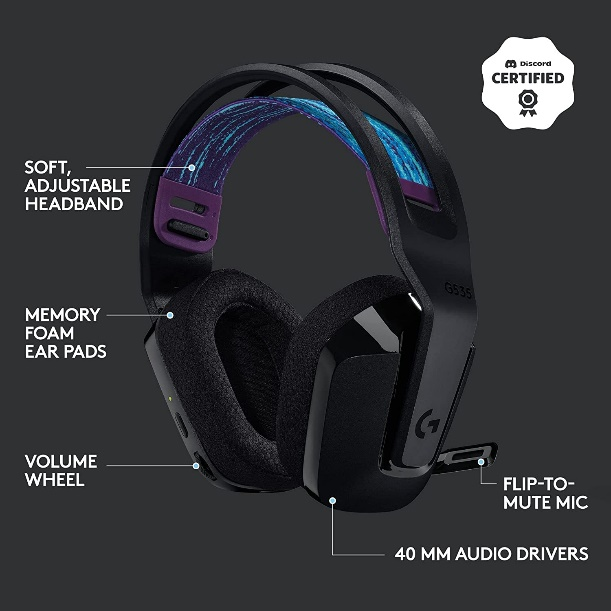 Discord
CERTIFIED
SOFT,
ADJUSTABLE
HEADBAND
G535
MEMORY
FOAM
EAR PADS
VOLUME
WHEEL
FLIP-TO-
MUTE MIC
40 MM AUDIO DRIVERS